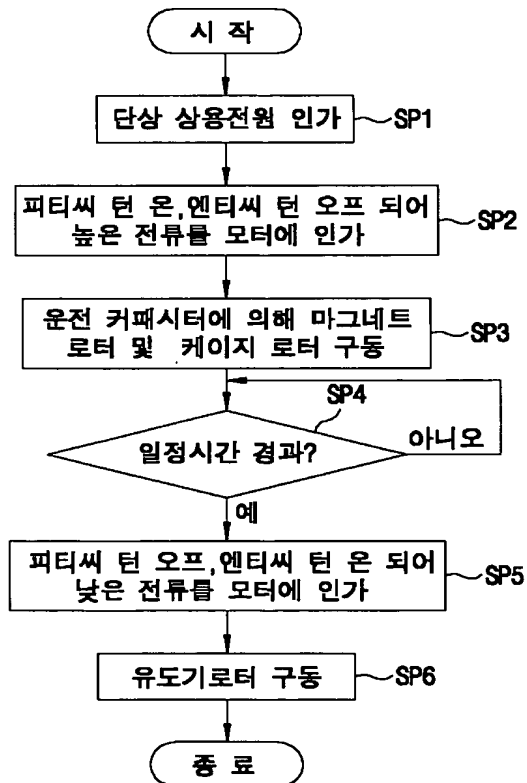 시 작
단상 상용전원 인가
SP1
피티씨 턴 온,엔티씨 턴 오프 되어
높은 전류를 모터에 인가
SP2
운전 커패시터에 의해 마그네트
로터 및 케이지 로터 구동
SP3
SP4
일정시간 경과?
아니오
예
피티씨 턴 오프,엔티씨 턴 온 되어
낮은 전류를 모터에 인가
SP5
유도기로터 구동
SP6
종 료